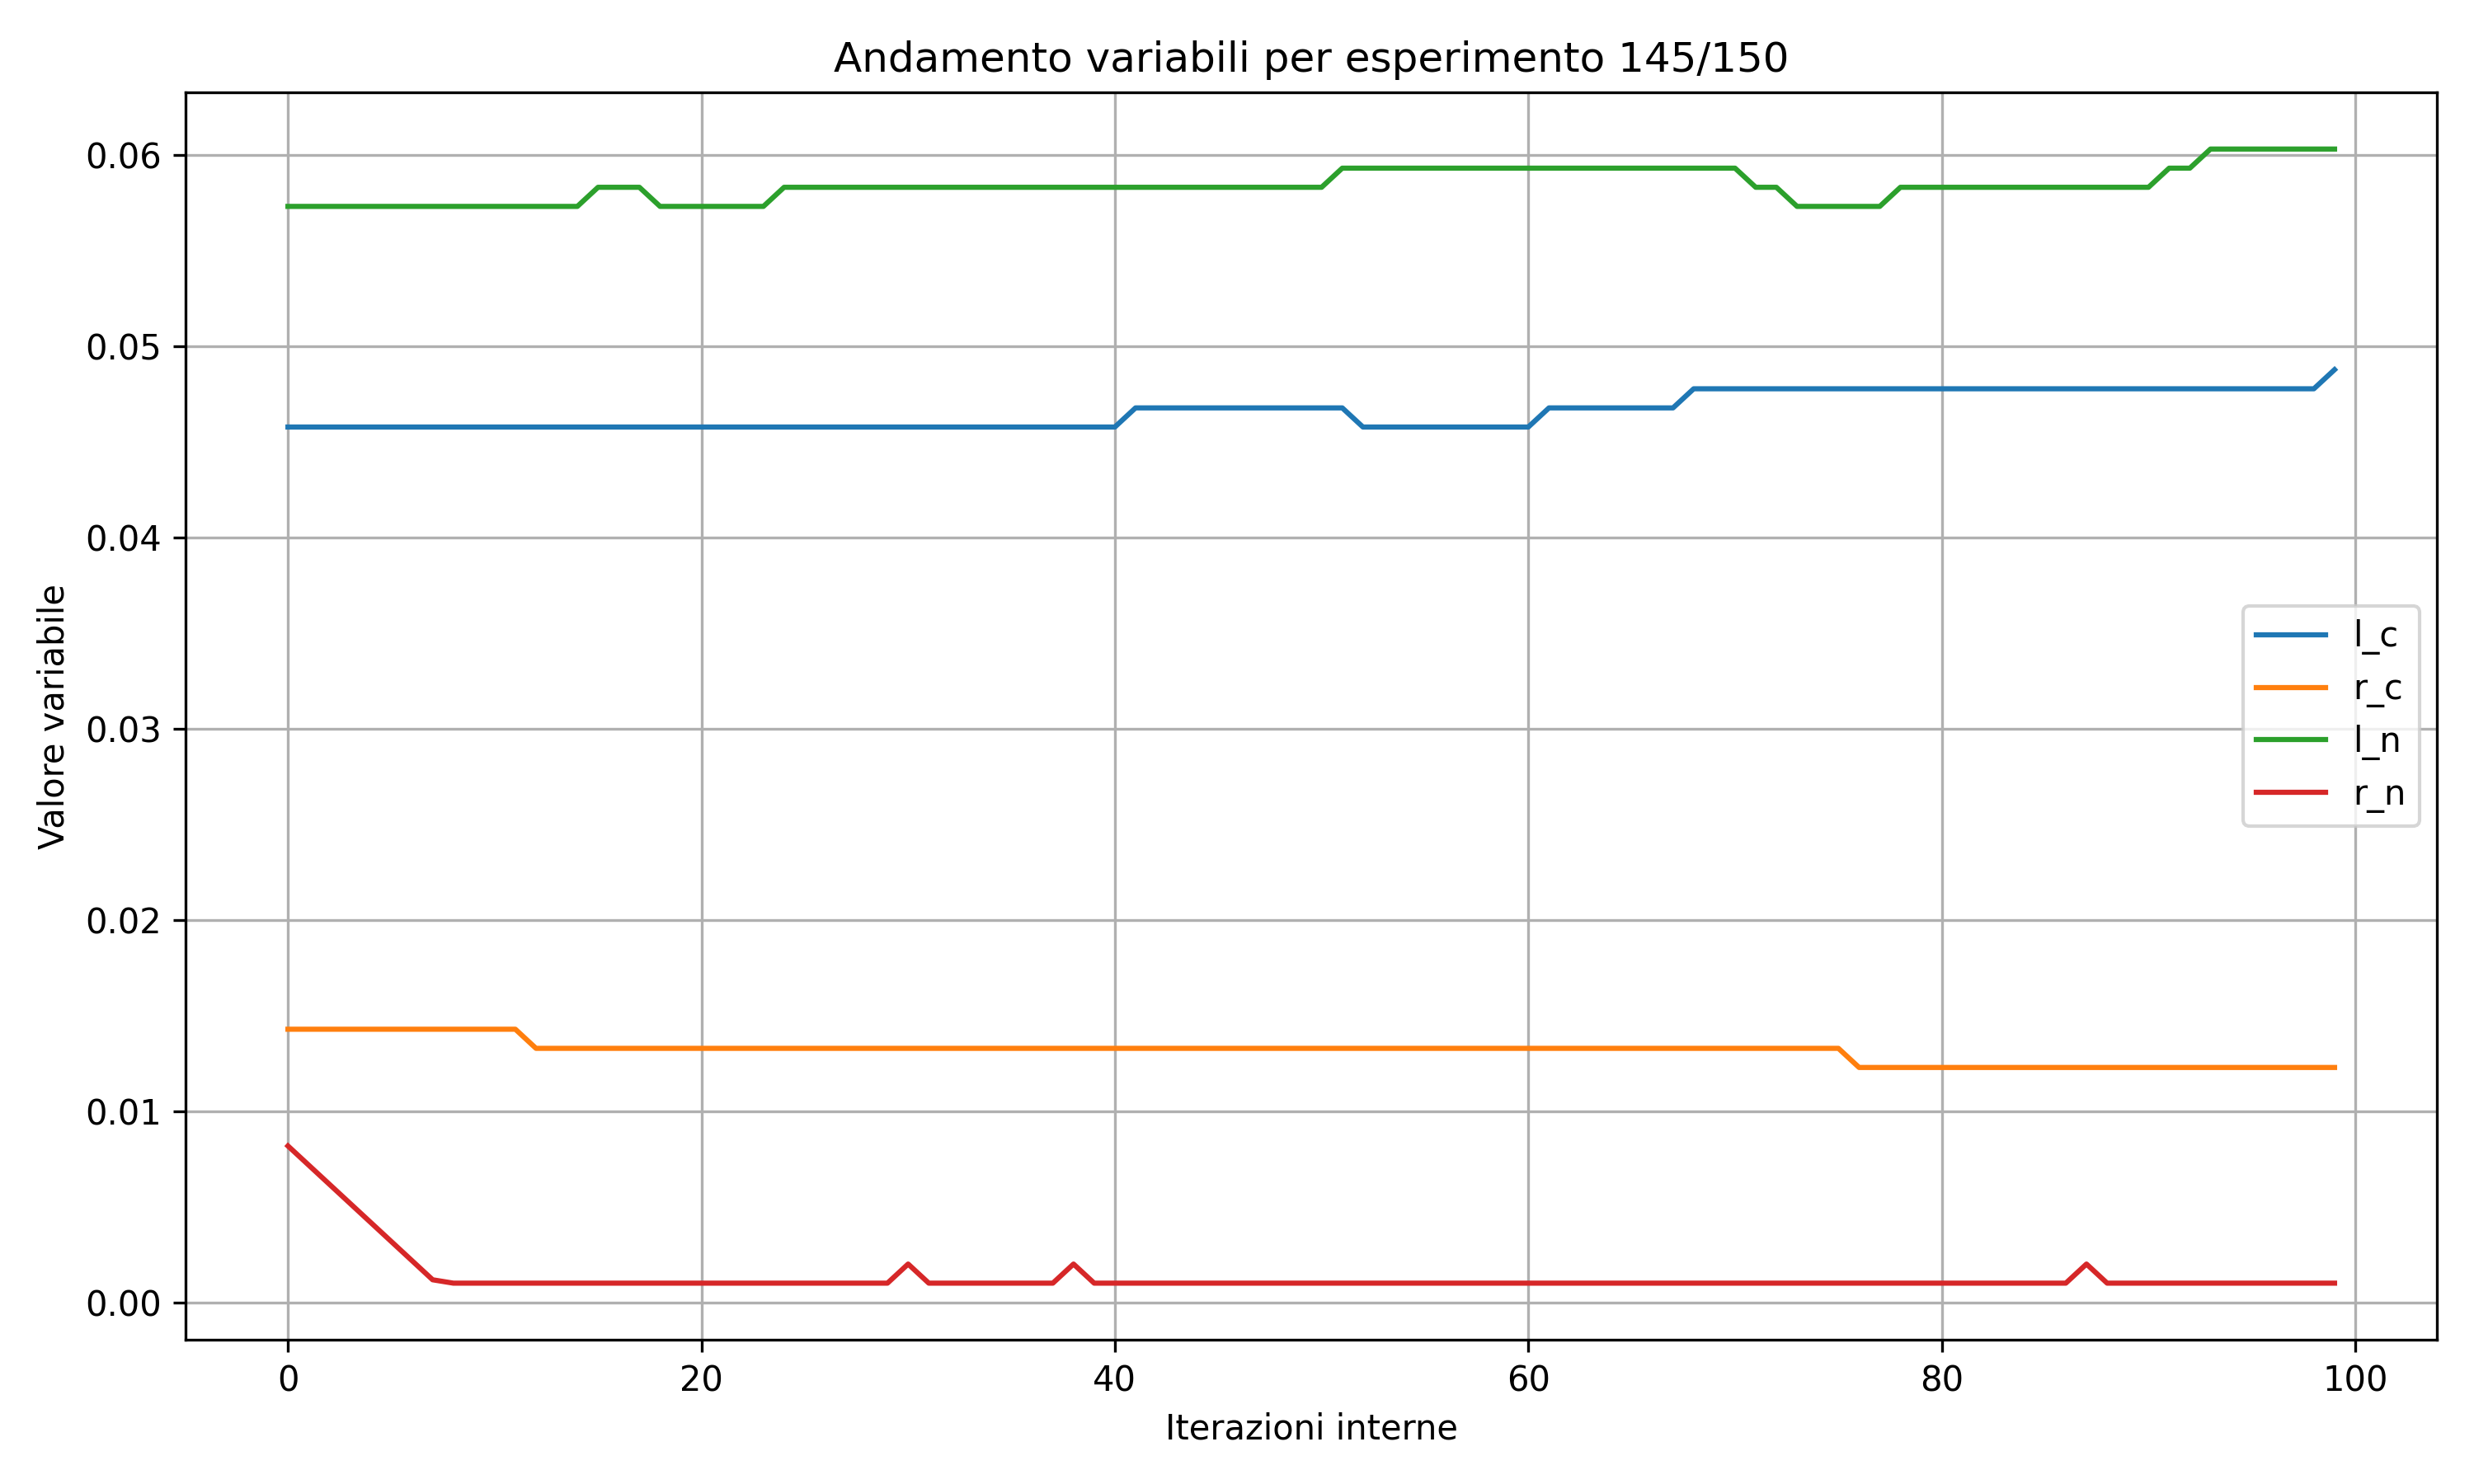 Andamento variabili per esperimento 145/150
Valore variabile
0.06
0.05
0.04
0.03
0.02
0.01
0.00
l_c
r_c
l_n
r_n
0 20 40 60 80 100
Iterazioni interne